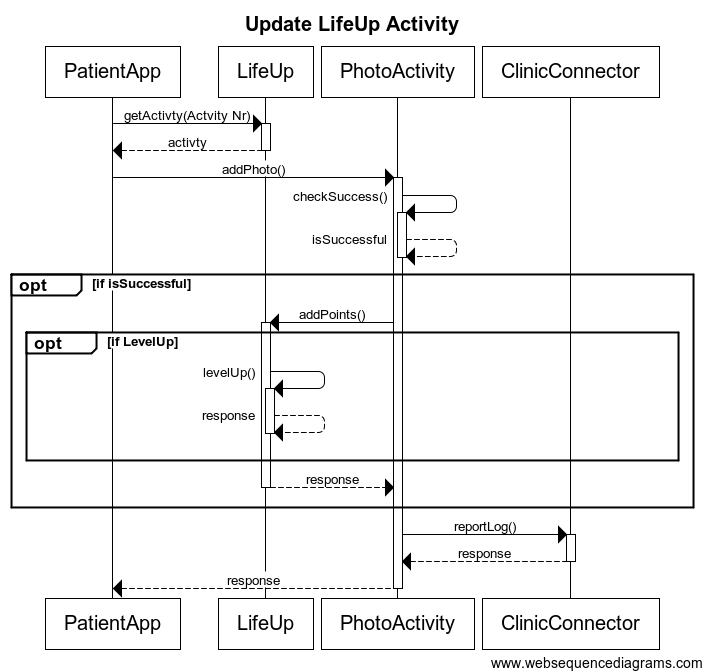 Update LifeUp Activity
PatientApp
LifeUp
PhotoActivity
ClinicConnector
getActivty(Actvity Nr)
activty
addPhoto()
checkSuccess()
isSuccessful
opt
[if isSuccessful]
addPoints()
opt
[if LevelUp]
levelUp()
response
response
reportLog()
response
response
PatientApp
LifeUp
PhotoActivity
ClinicConnector
www.websequencediagrams.com